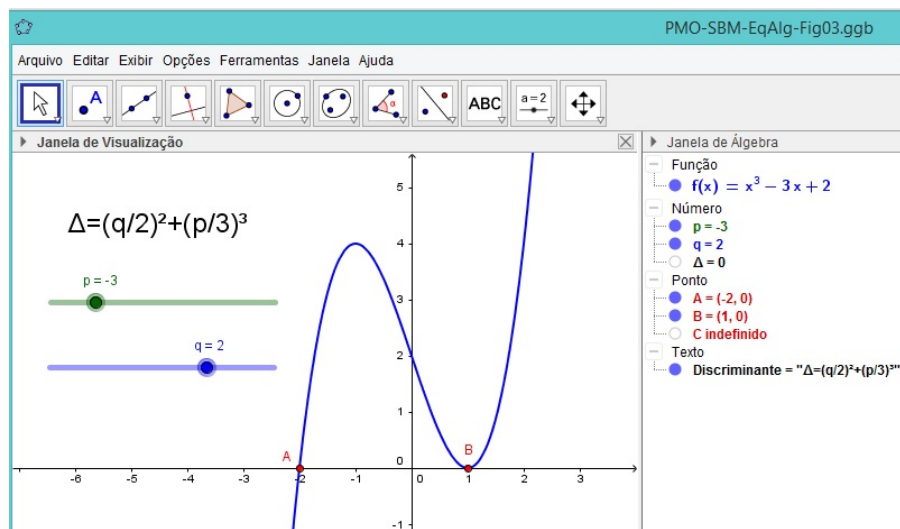 PMO-SBM-EqAlg-Fig03.ggb
Arquivo Editar Exibir Opções Ferramentas Janela Ajuda
A α ABC a = 2
Janela de Visualização
Δ=(q/2)²+(p/3)³
p = -3
q = 2
5
4
3
2
1
0
-1
-6 -5 -4 -3 -2 -1 0 1 2 3
A
B
Janela de Álgebra
Função
f(x) = x³ − 3 x + 2
Número
p = -3
q = 2
Δ = 0
Ponto
A = (-2, 0)
B = (1, 0)
C indefinido
Texto
Discriminante = "Δ=(q/2)²+(p/3)³"